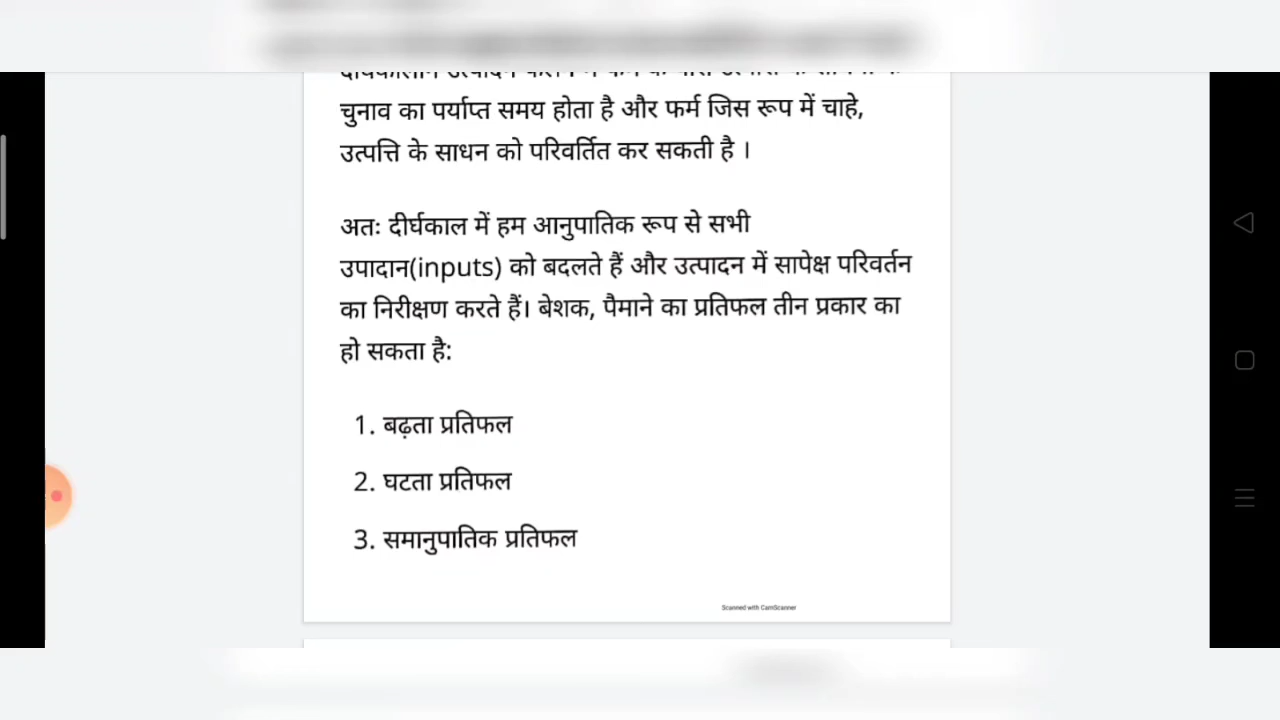 चुनाव का पर्याप्त समय होता है और फर्म जिस रूप में चाहे,
उत्पत्ति के साधन को परिवर्तित कर सकती है ।
अतः दीर्घकाल में हम आनुपातिक रूप से सभी
उपादान(inputs) को बदलते हैं और उत्पादन में सापेक्ष परिवर्तन
का निरीक्षण करते हैं। बेशक, पैमाने का प्रतिफल तीन प्रकार का
हो सकता है:
1. बढ़ता प्रतिफल
2. घटता प्रतिफल
3. समानुपातिक प्रतिफल
Scanned with CamScanner